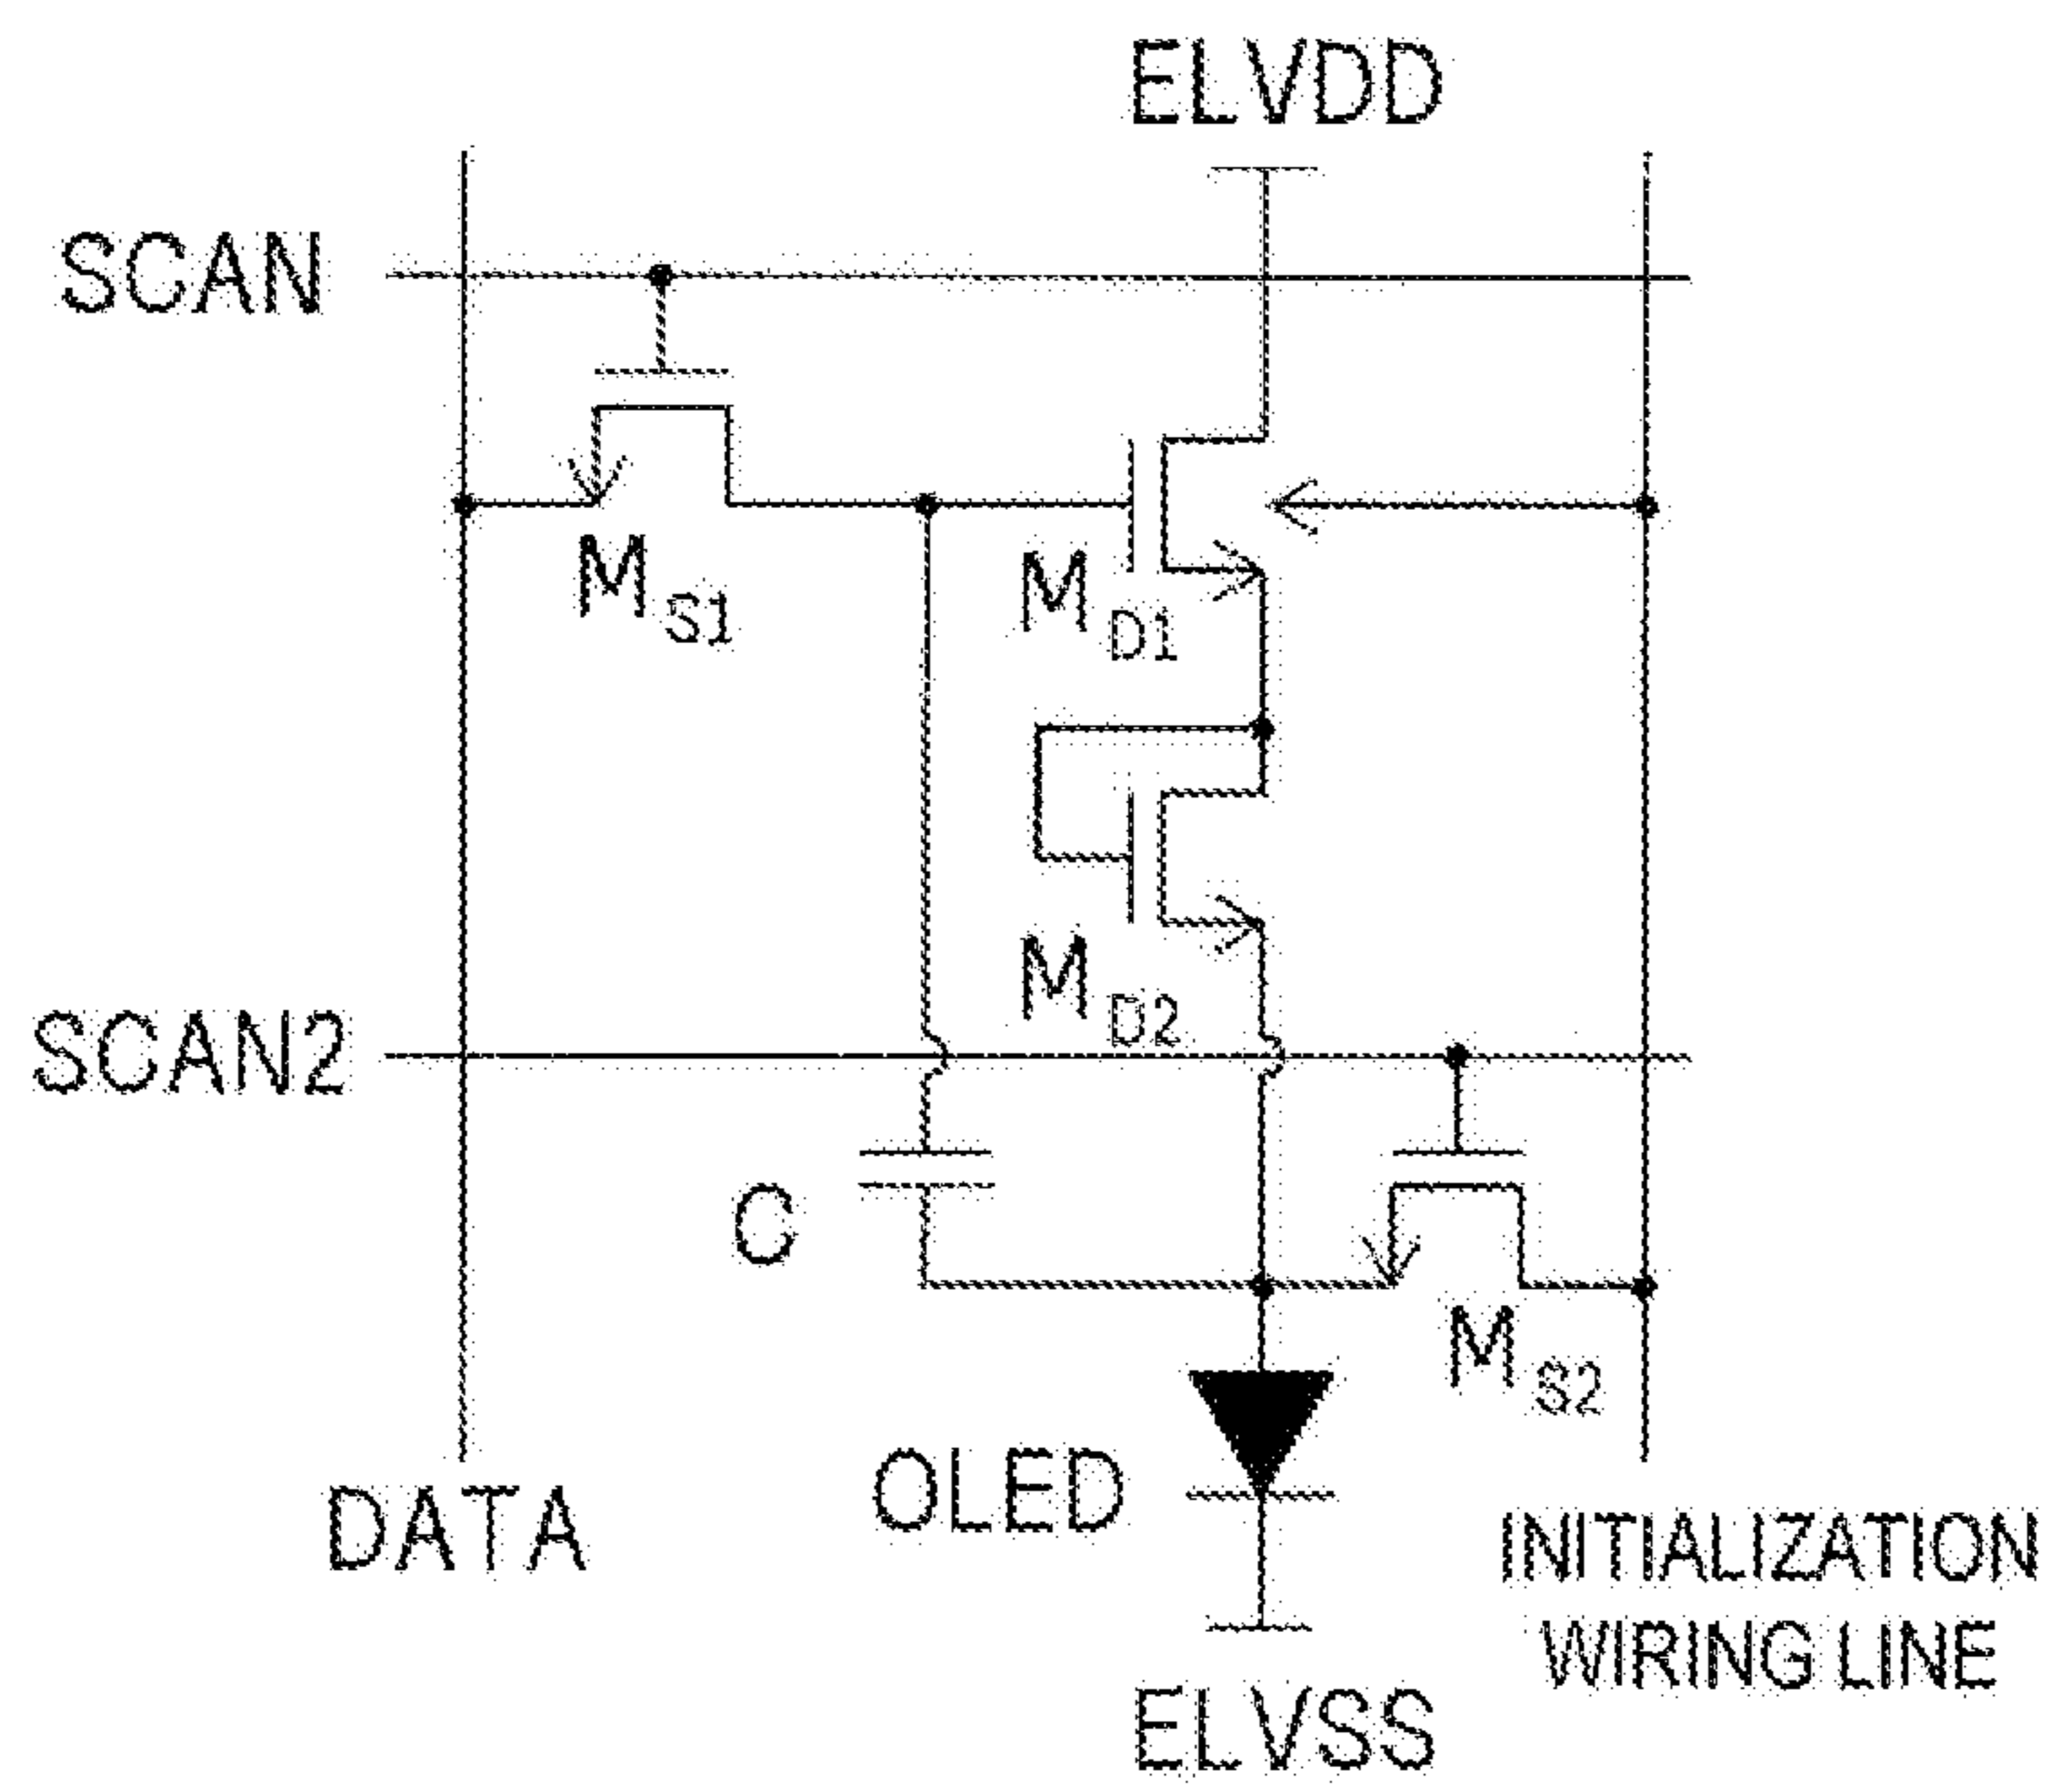 ELVDD
SCAN
M S1
M D1
M D2
SCAN2
C
M S2
OLED
DATA
INITIALIZATION
WIRING LINE
ELVSS